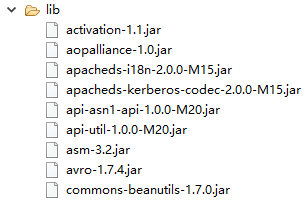 lib
activation-1.1.jar
aopalliance-1.0.jar
apacheds-i18n-2.0.0-M15.jar
apacheds-kerberos-codec-2.0.0-M15.jar
api-asn1-api-1.0.0-M20.jar
api-util-1.0.0-M20.jar
asm-3.2.jar
avro-1.7.4.jar
commons-beanutils-1.7.0.jar